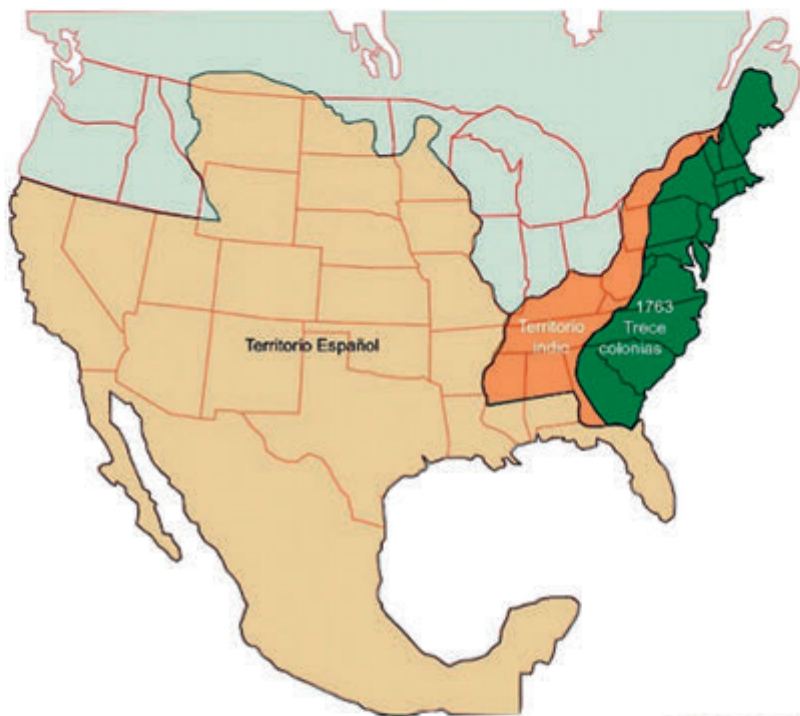 Territorio Español
Territorio
indio
1763
Trece
colonias